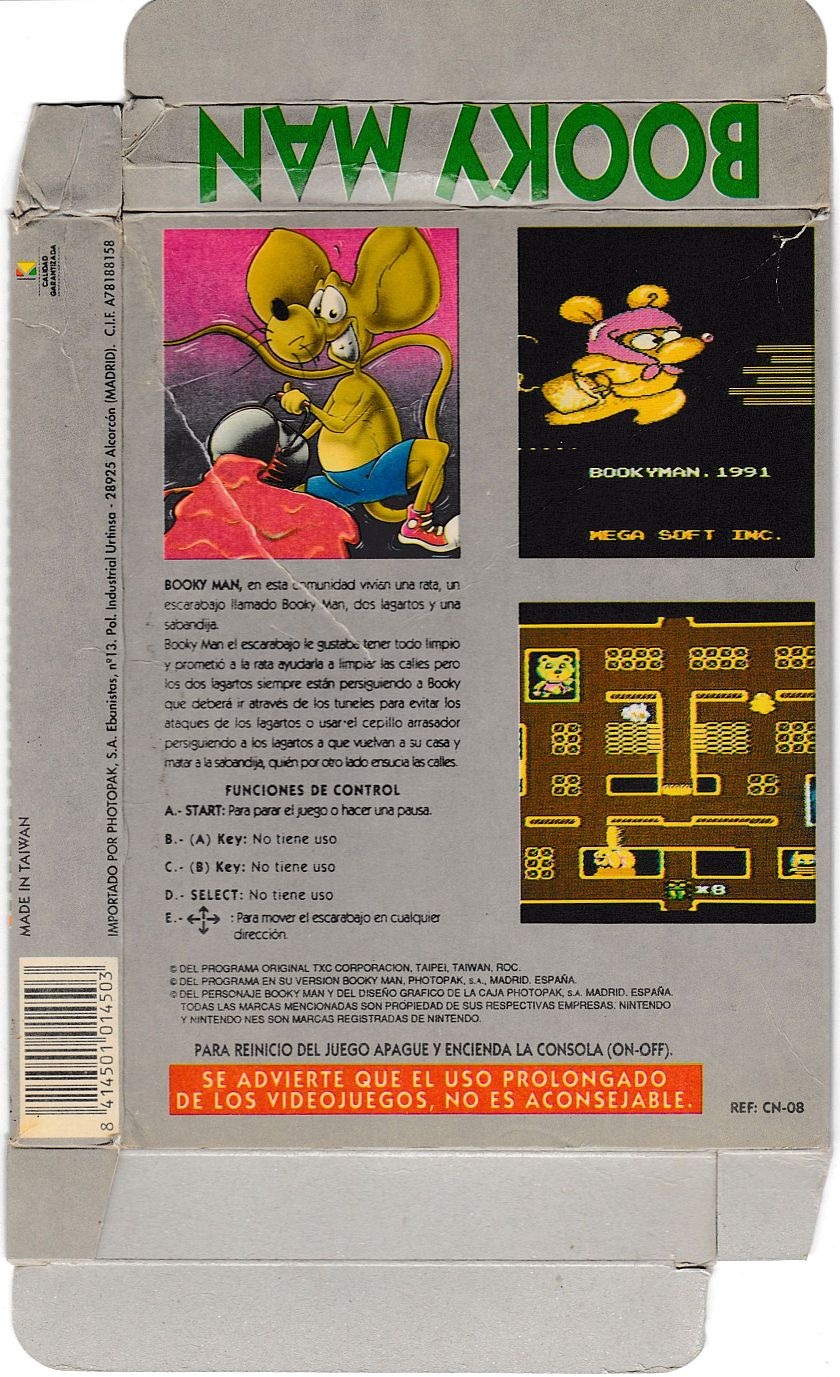 BOOKY MAN
CALIDAD
GARANTIZADA
BOOKYMAN. 1991
MEGA SOFT INC.
BOOKY MAN, en esta comunidad vivian una rata, un
escarabajo llamado Booky Man, dos lagartos y una
sabandija.
Booky Man el escarabajo le gustaba tener todo limpio
y prometió a la rata ayudarla a limpiar las calles pero
los dos lagartos siempre están persiguiendo a Booky
que deberá ir através de los tuneles para evitar los
ataques de los lagartos o usar el cepillo arrasador
persiguiendo a los lagartos a que vuelvan a su casa y
matar a la sabandija, quién por otro lado ensucia las calles.
FUNCIONES DE CONTROL
A.- START: Para parar el juego o hacer una pausa.
B.- (A) Key: No tiene uso
C.- (B) Key: No tiene uso
D.- SELECT: No tiene uso
E.- : Para mover el escarabajo en cualquier
dirección.
x8
© DEL PROGRAMA ORIGINAL TXC CORPORACION, TAIPEI, TAIWAN, ROC.
© DEL PROGRAMA EN SU VERSION BOOKY MAN, PHOTOPAK, S.A., MADRID. ESPAÑA.
© DEL PERSONAJE BOOKY MAN Y DEL DISEÑO GRAFICO DE LA CAJA PHOTOPAK, S.A. MADRID. ESPAÑA.
TODAS LAS MARCAS MENCIONADAS SON PROPIEDAD DE SUS RESPECTIVAS EMPRESAS. NINTENDO
Y NINTENDO NES SON MARCAS REGISTRADAS DE NINTENDO.
PARA REINICIO DEL JUEGO APAGUE Y ENCIENDA LA CONSOLA (ON-OFF).
SE ADVIERTE QUE EL USO PROLONGADO
DE LOS VIDEOJUEGOS, NO ES ACONSEJABLE.
REF: CN-08
MADE IN TAIWAN
IMPORTADO POR PHOTOPAK, S.A. Ebanistas, nº13. Pol. Industrial Urtinsa - 28925 Alcorcón (MADRID). C.I.F. A78188158
8 414501 014503